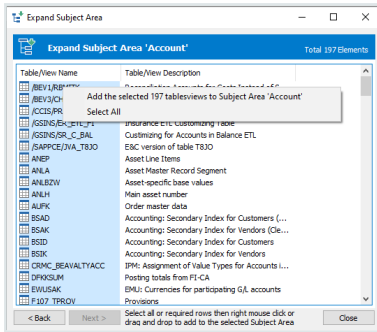 Expand Subject Area
Expand Subject Area 'Account'
Total 197 Elements
Table/View Name Table/View Description
/BEV1/
/BEV3/CH
/CCIS/PR
Add the selected 197 tablesviews to Subject Area 'Account'
Select All
/GSINS/ER_ETL_FI Insurance ETL Customizing Table
/GSINS/SR_C_BAL Custimizing for Accounts in Balance ETL
/SAPPCE/JVA_T8JO E&C version of table T8JO
ANEP Asset Line Items
ANLA Asset Master Record Segment
ANLBZW Asset-specific base values
ANLH Main asset number
AUFK Order master data
BSAD Accounting: Secondary Index for Customers (...
BSAK Accounting: Secondary Index for Vendors (Cle...
BSID Accounting: Secondary Index for Customers
BSIK Accounting: Secondary Index for Vendors
CRMC_BEAVALTYACC IPM: Assignment of Value Types for Accounts i...
DFKKSUM Posting totals from FI-CA
EWUSAK EMU: Currencies for participating G/L accounts
F107_TPROV Provisions
< Back Next > Select all or required rows then right mouse click or
drag and drop to add to the selected Subject Area Close